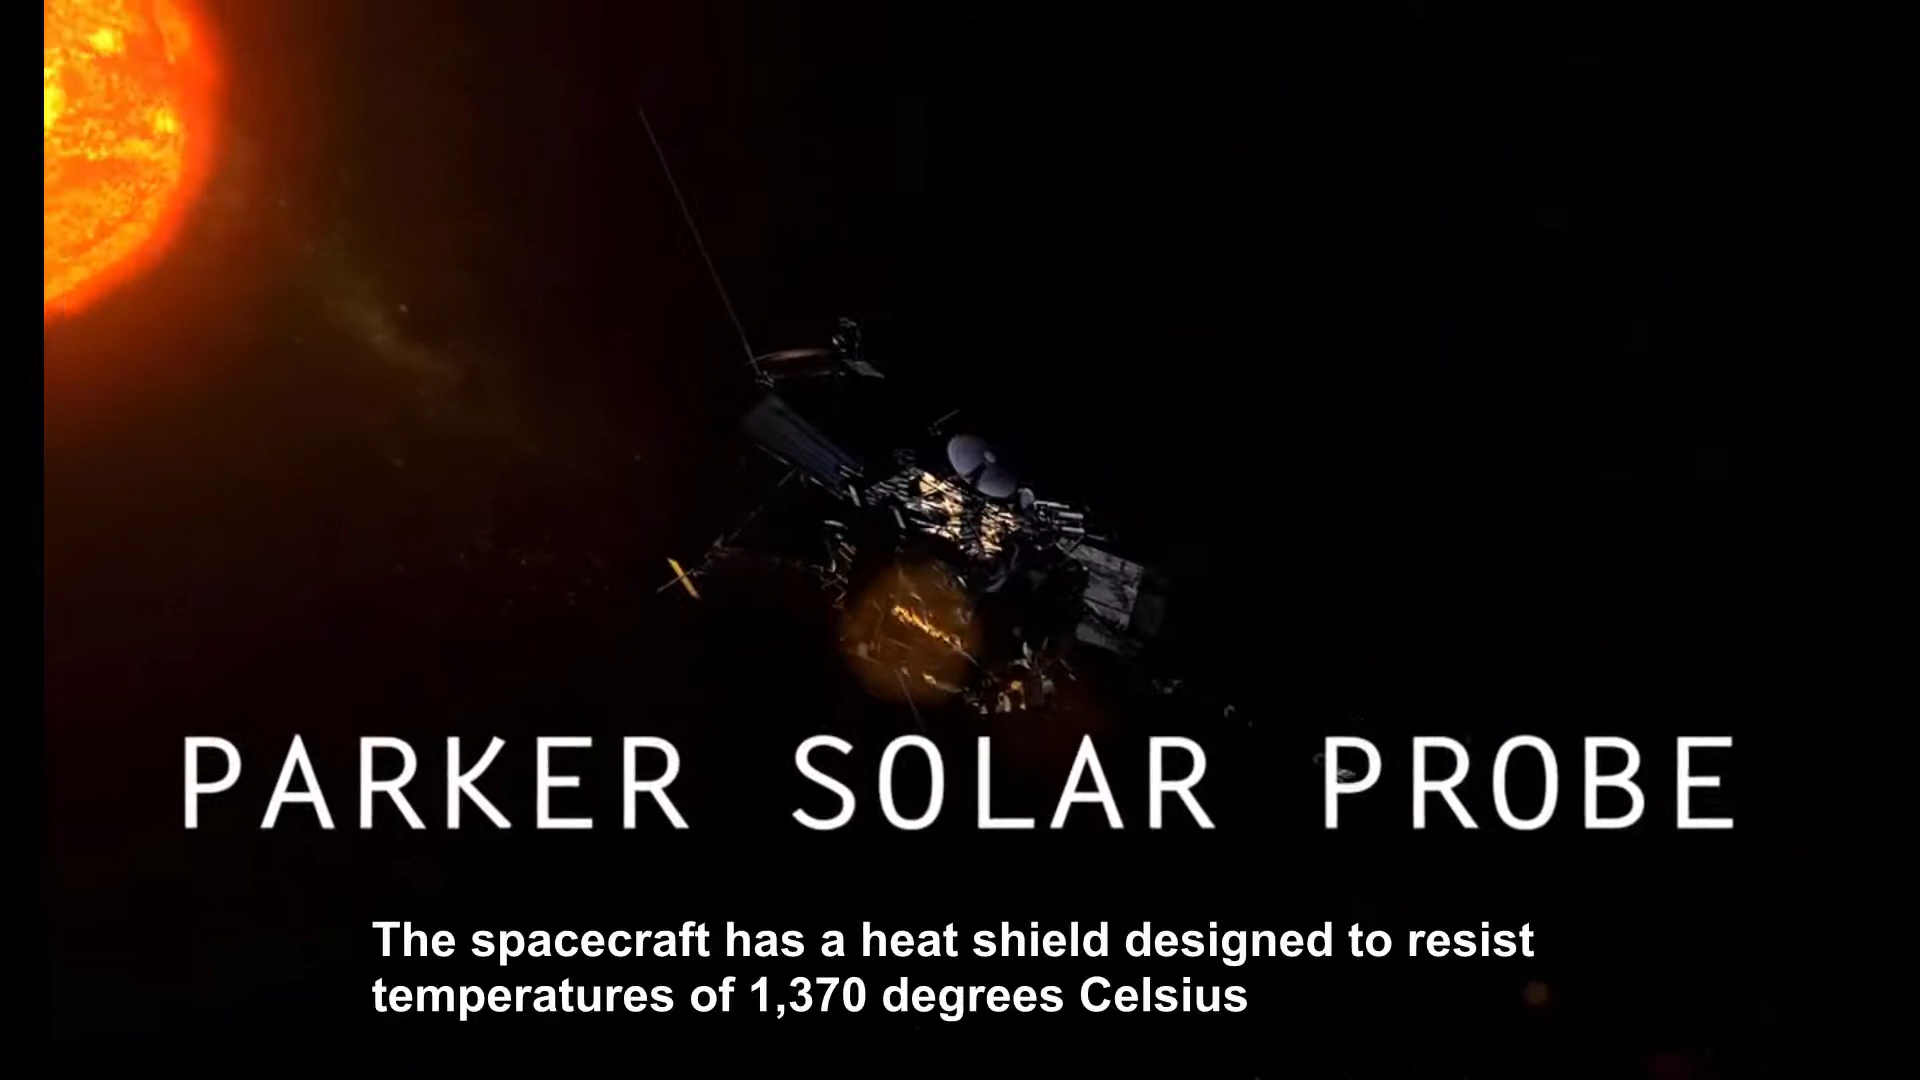 PARKER SOLAR PROBE
The spacecraft has a heat shield designed to resist
temperatures of 1,370 degrees Celsius